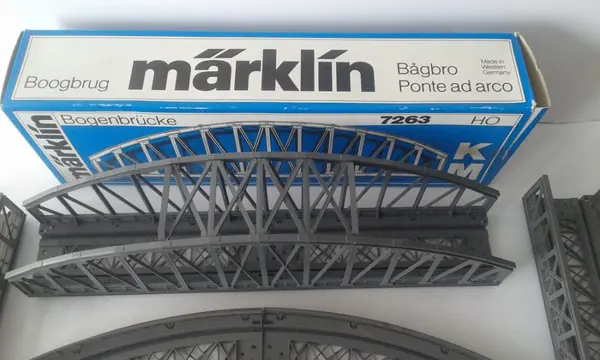 Boogbrug
märklin
Bågbro
Ponte ad arco
Made in
Western
Germany
märklin
Bogenbrücke
7263
HO
K
M